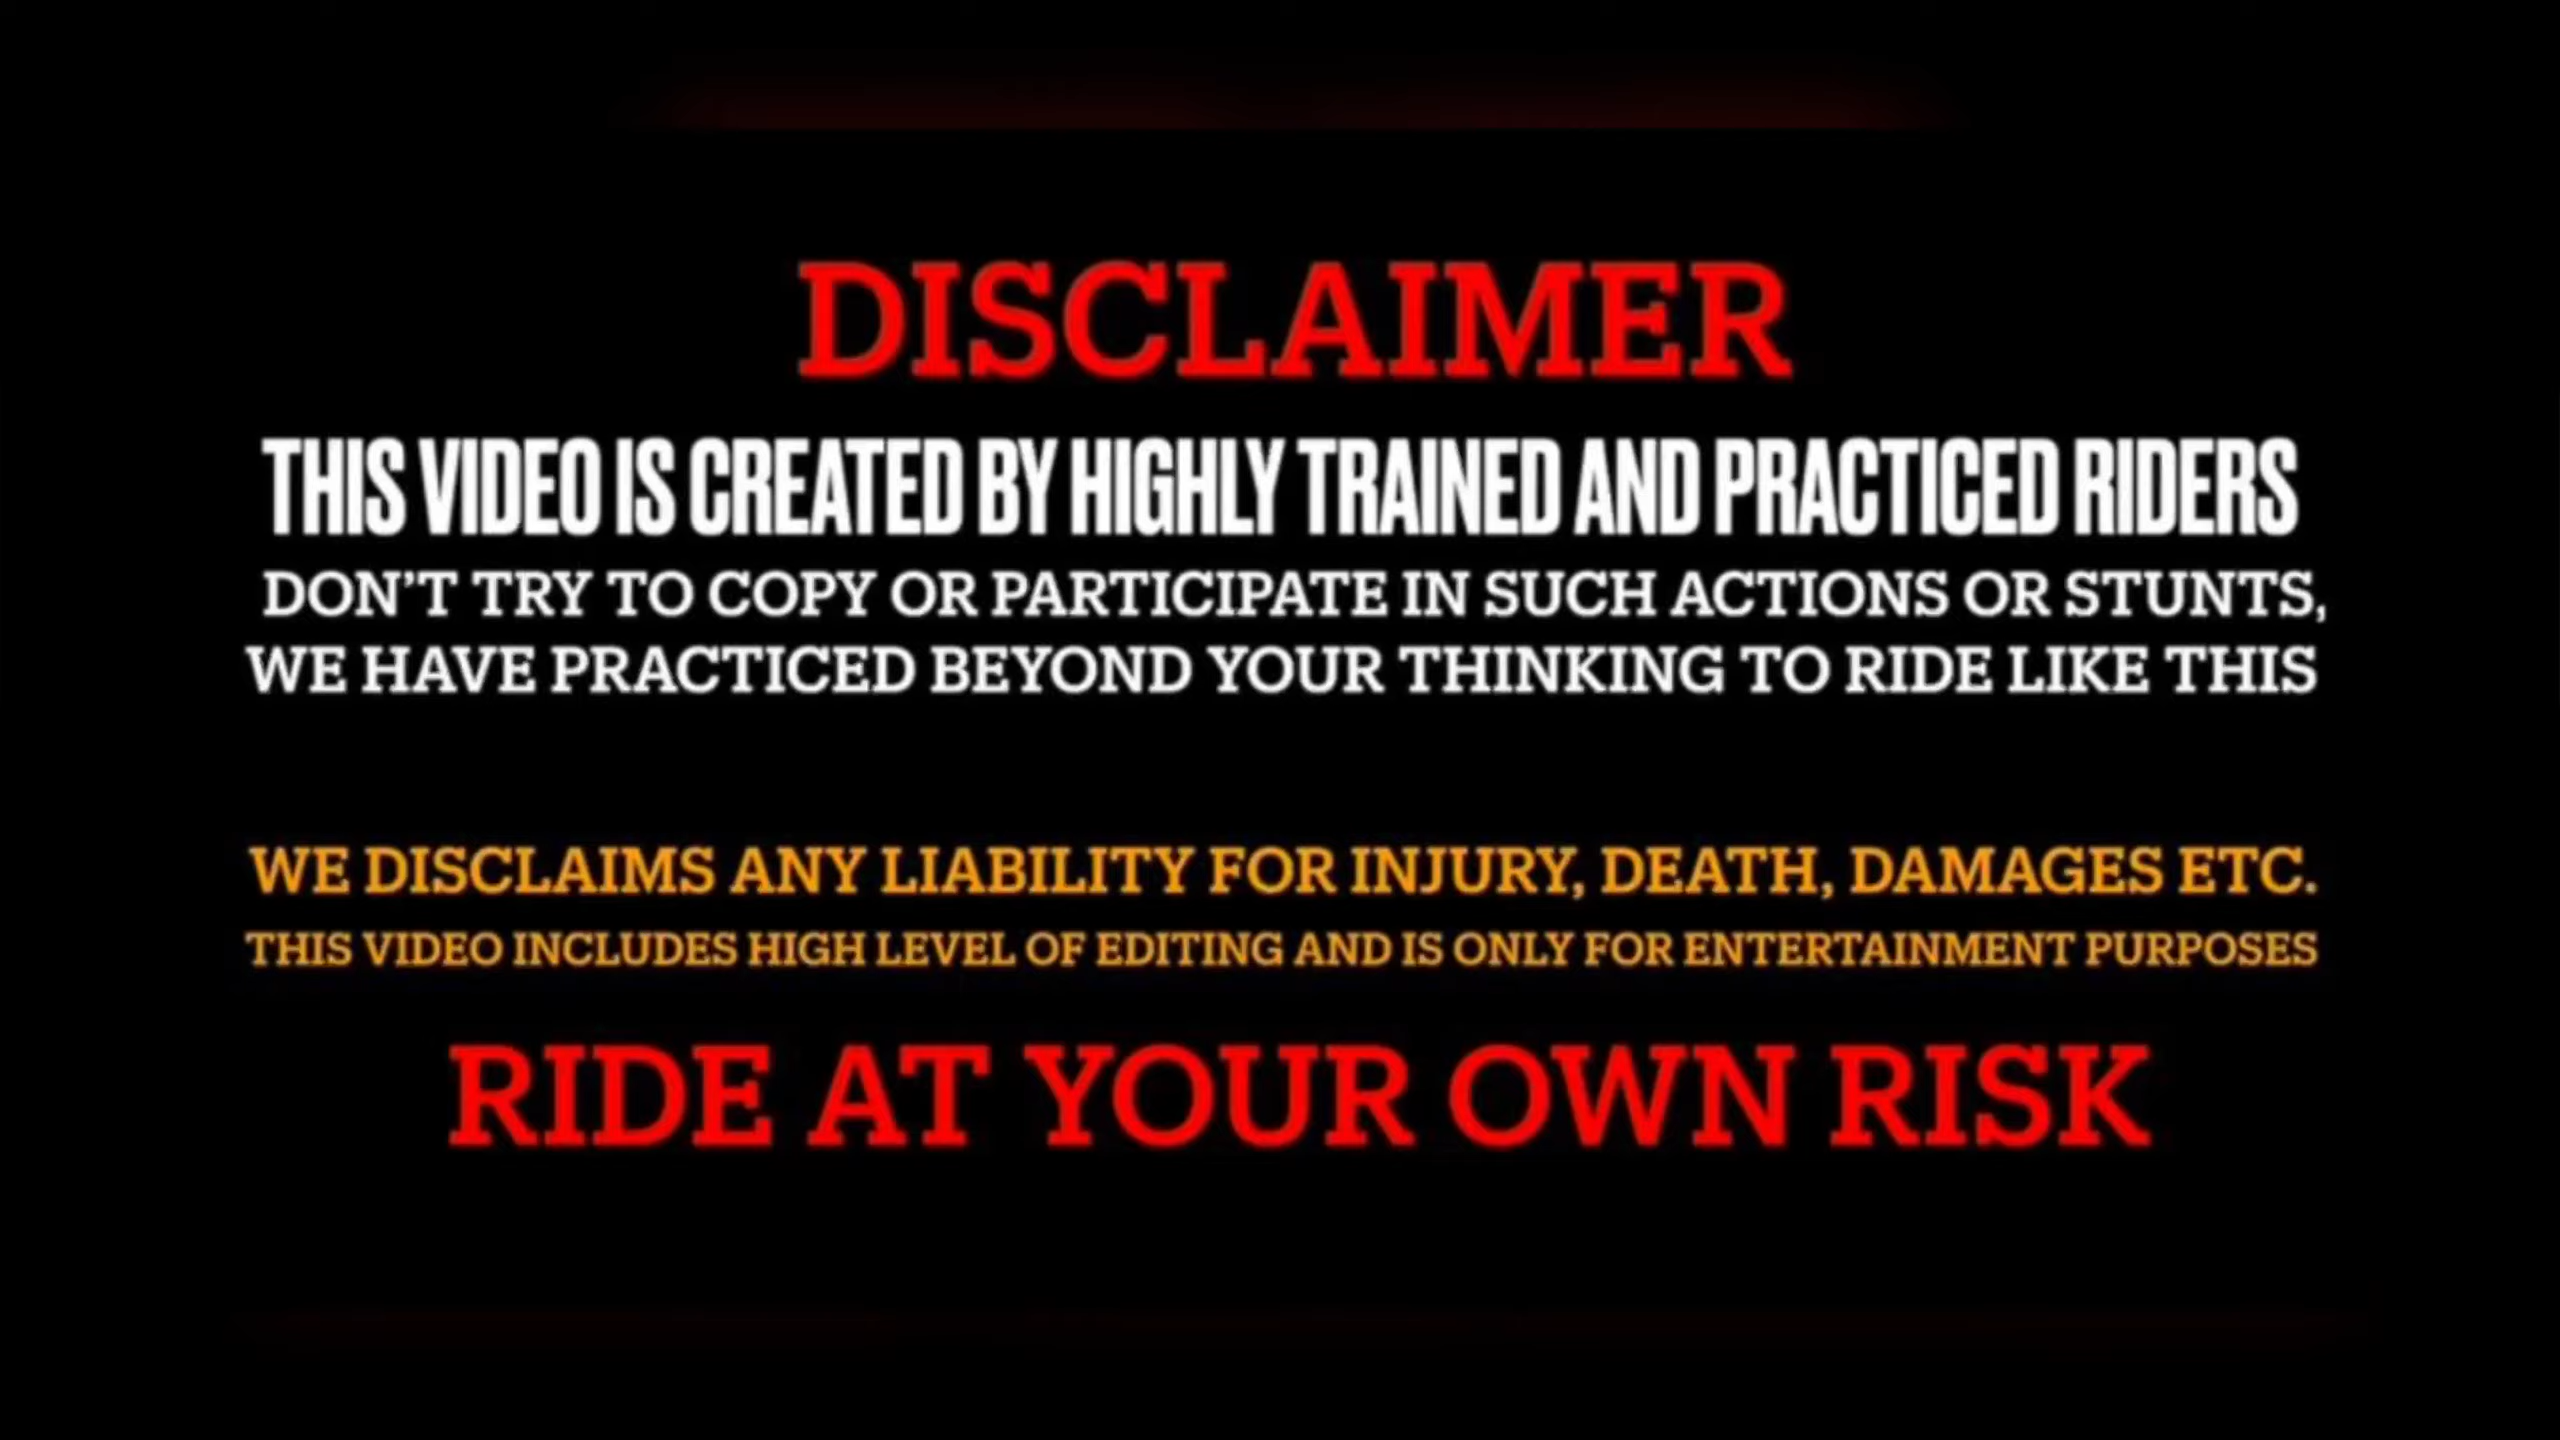 DISCLAIMER
THIS VIDEO IS CREATED BY HIGHLY TRAINED AND PRACTICED RIDERS
DON'T TRY TO COPY OR PARTICIPATE IN SUCH ACTIONS OR STUNTS,
WE HAVE PRACTICED BEYOND YOUR THINKING TO RIDE LIKE THIS
WE DISCLAIMS ANY LIABILITY FOR INJURY, DEATH, DAMAGES ETC.
THIS VIDEO INCLUDES HIGH LEVEL OF EDITING AND IS ONLY FOR ENTERTAINMENT PURPOSES
RIDE AT YOUR OWN RISK